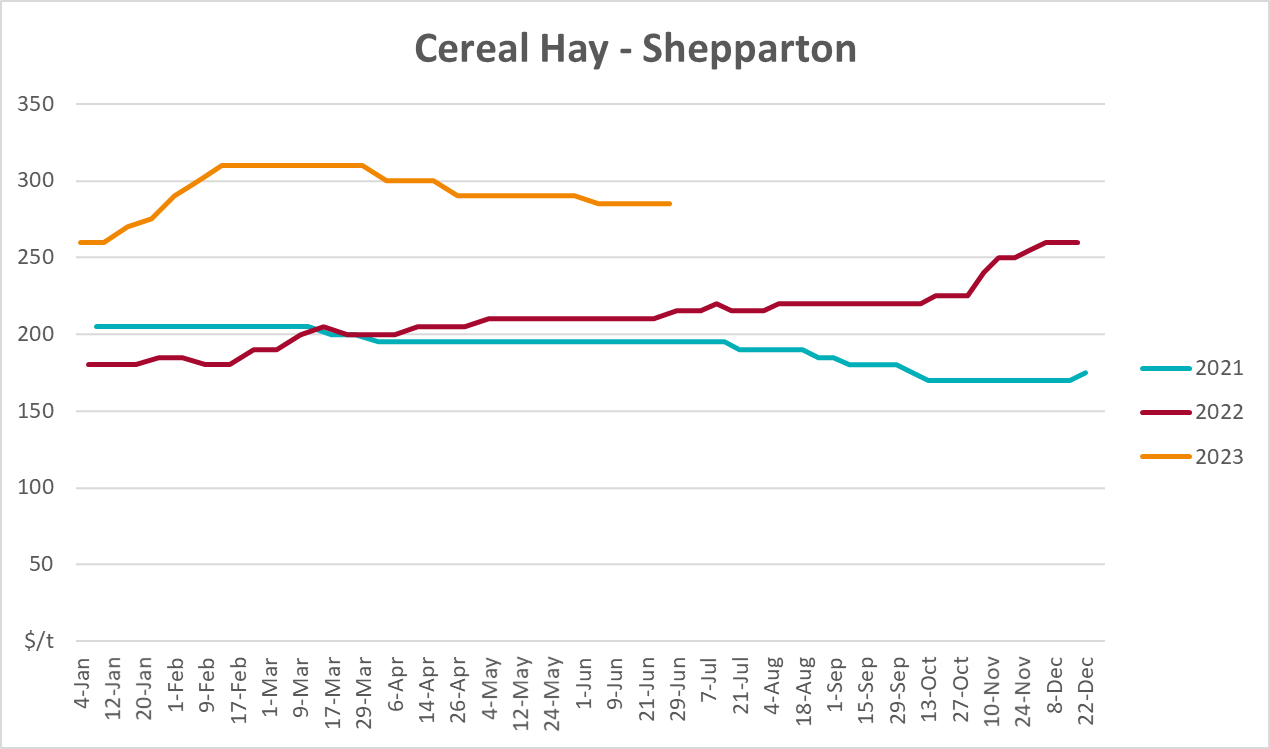 Cereal Hay - Shepparton
350
300
250
200
150
100
50
$/t
4-Jan
12-Jan
20-Jan
1-Feb
9-Feb
17-Feb
1-Mar
9-Mar
17-Mar
29-Mar
6-Apr
14-Apr
26-Apr
4-May
12-May
24-May
1-Jun
9-Jun
21-Jun
29-Jun
7-Jul
21-Jul
4-Aug
18-Aug
1-Sep
15-Sep
29-Sep
13-Oct
27-Oct
10-Nov
24-Nov
8-Dec
22-Dec
2021
2022
2023